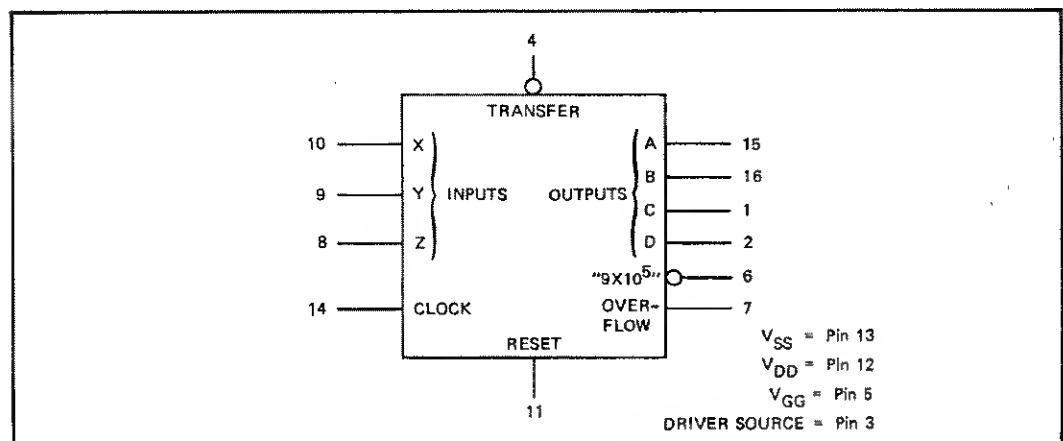 4
TRANSFER
10 X A 15
B 16
9 Y INPUTS OUTPUTS
C 1
8 Z D 2
"9X10⁵" 6
14 CLOCK OVER- 7
FLOW
RESET
V_SS = Pin 13
V_DD = Pin 12
V_GG = Pin 5
DRIVER SOURCE = Pin 3
11